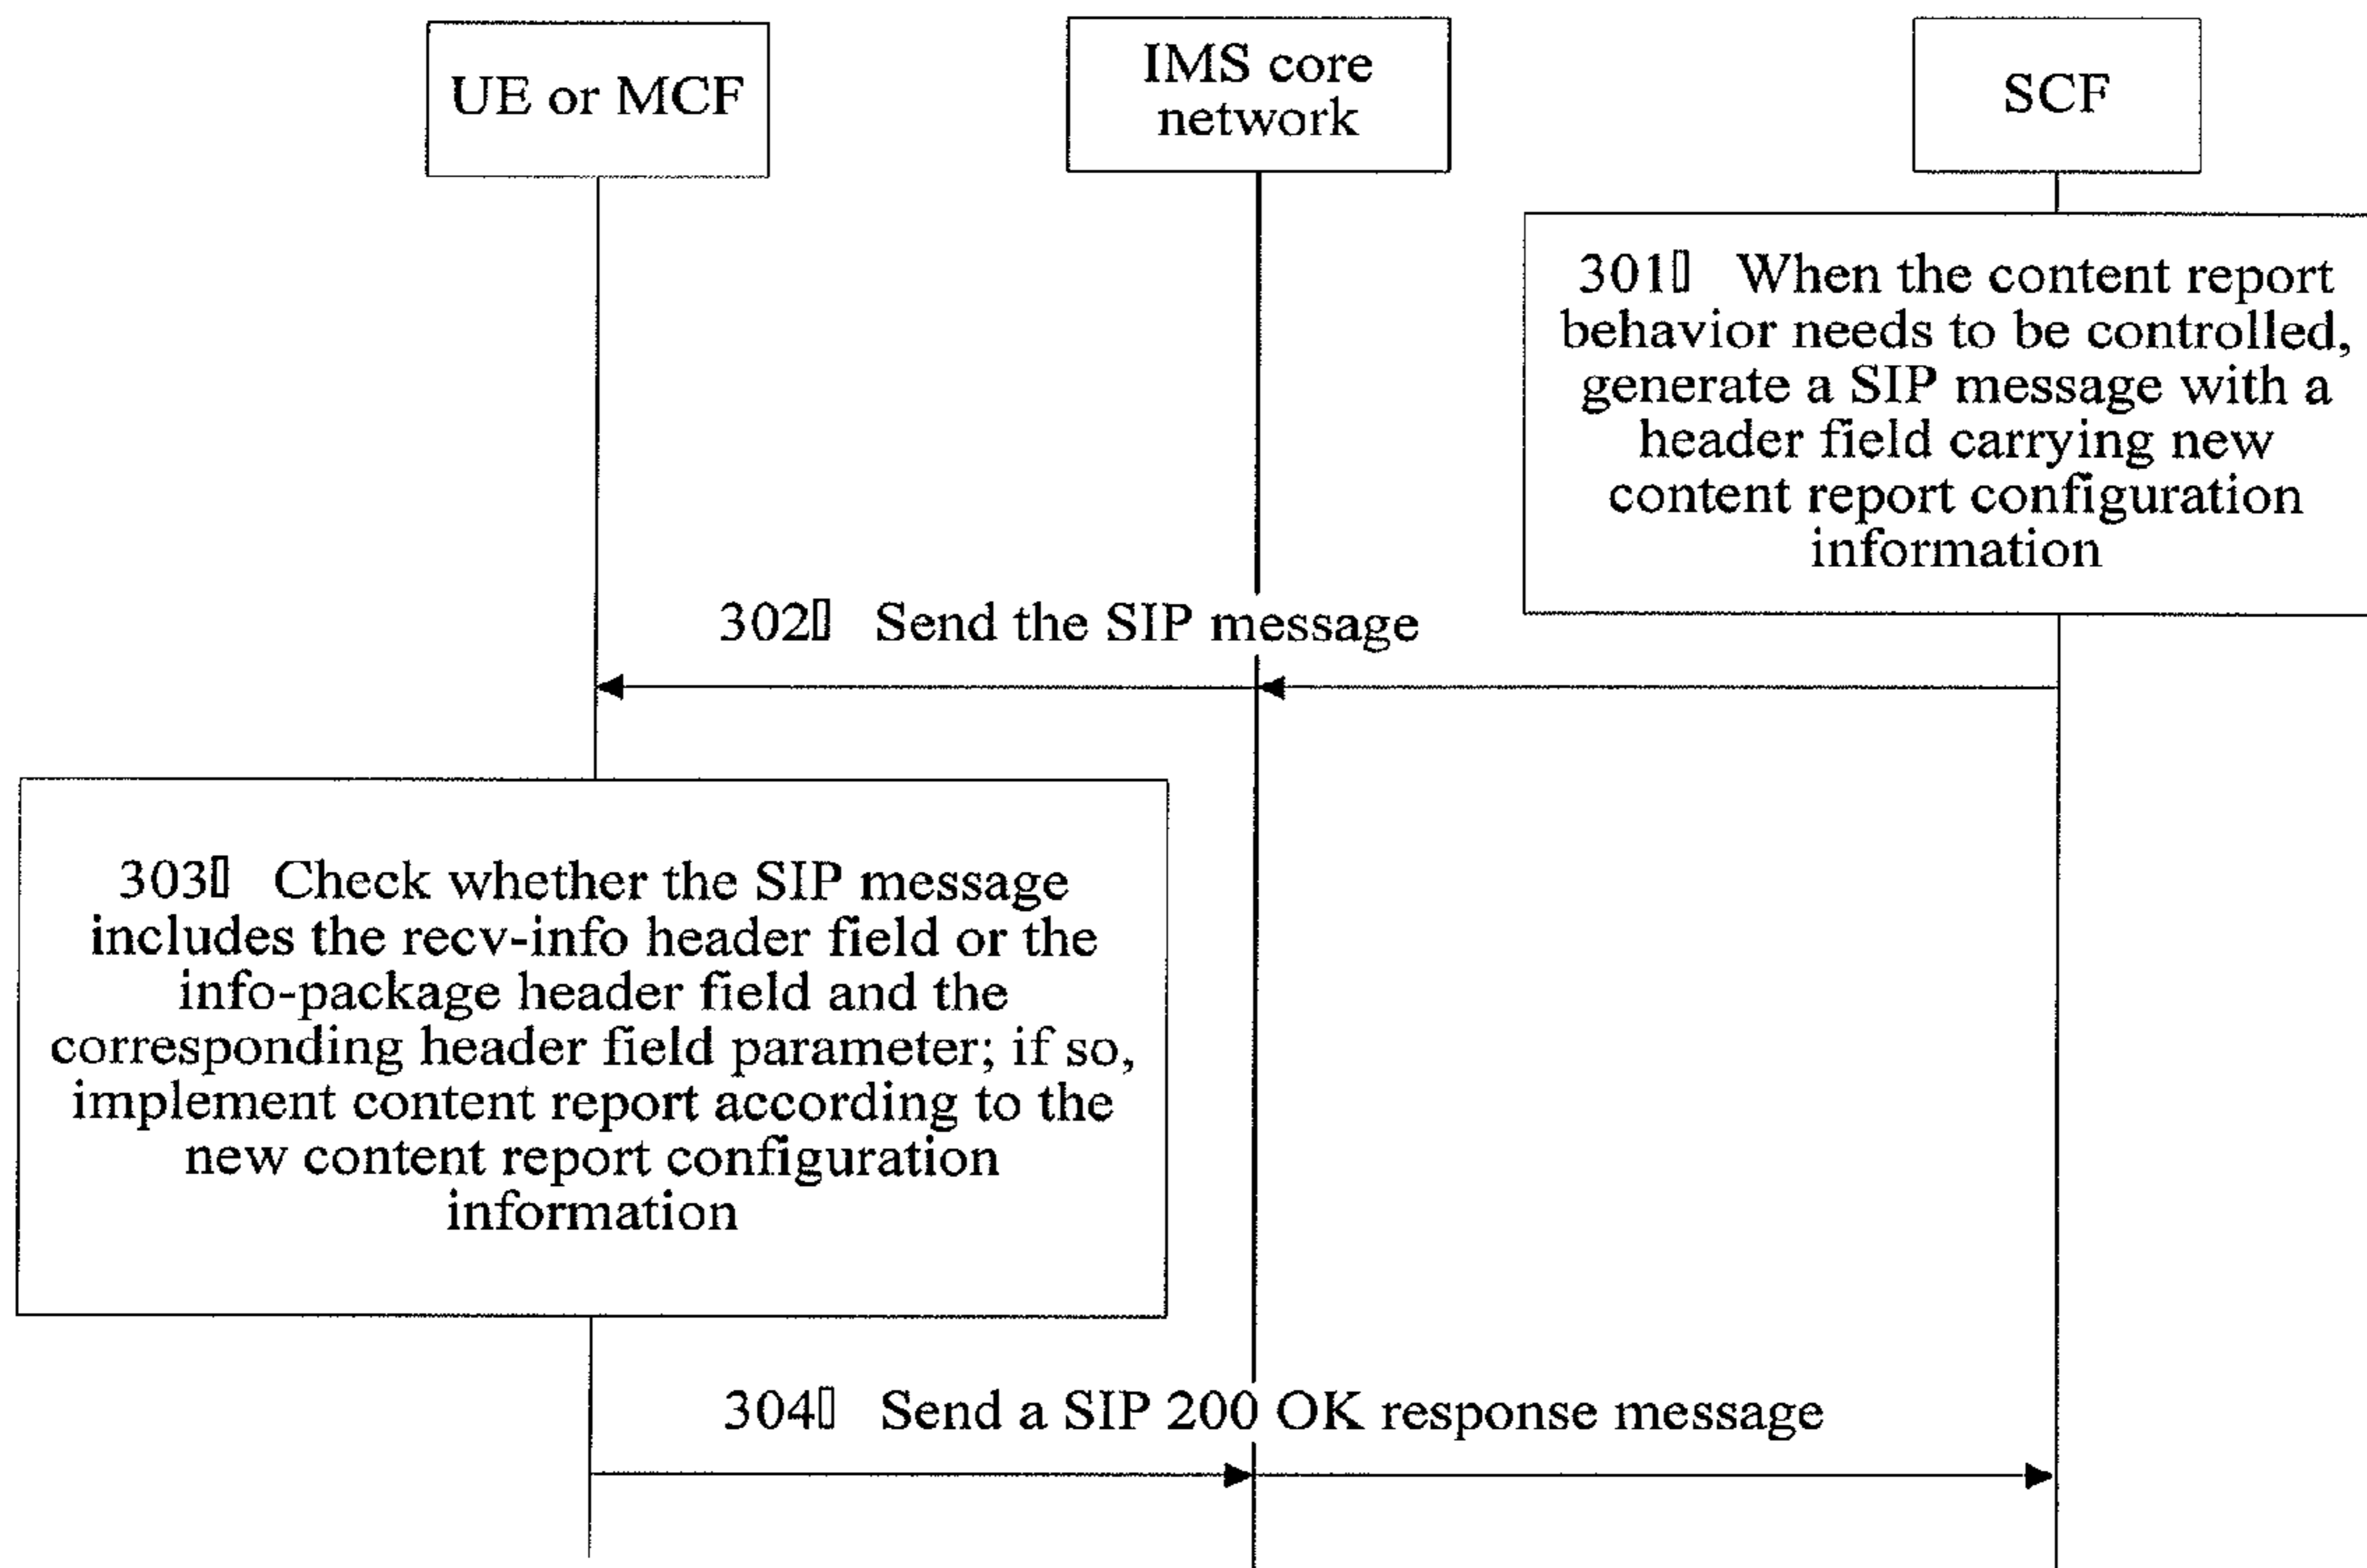 UE or MCF
IMS core
network
SCF
301▯ When the content report
behavior needs to be controlled,
generate a SIP message with a
header field carrying new
content report configuration
information
302▯ Send the SIP message
303▯ Check whether the SIP message
includes the recv-info header field or the
info-package header field and the
corresponding header field parameter; if so,
implement content report according to the
new content report configuration
information
304▯ Send a SIP 200 OK response message